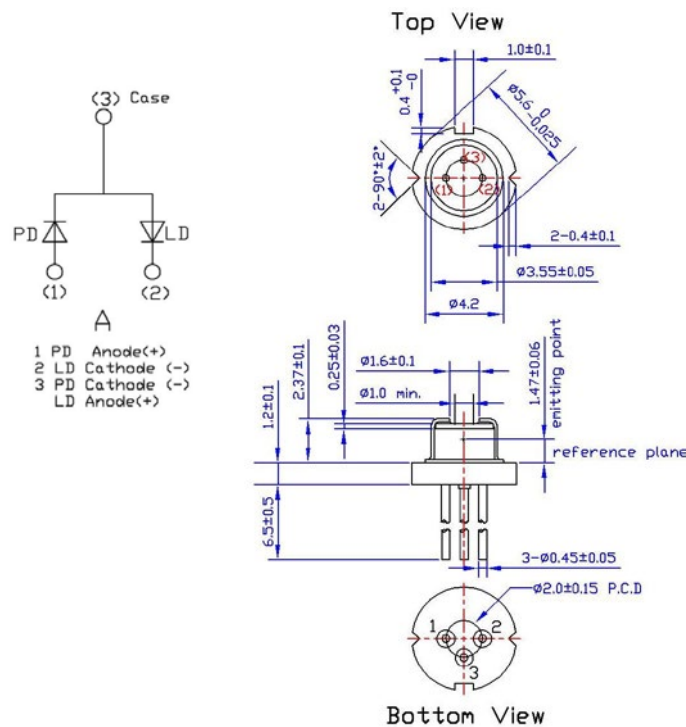 Top View
(3) Case
PD
LD
(1)
(2)
A
1 PD Anode(+)
2 LD Cathode (-)
3 PD Cathode (-)
LD Anode(+)
1.0±0.1
0.4 +0.1 -0
ø5.6 0 -0.025
2-90°±2°
(3)
(1)
(2)
2-0.4±0.1
ø3.55±0.05
ø4.2
ø1.6±0.1
ø1.0 min.
0.25±0.03
2.37±0.1
1.2±0.1
6.5±0.5
1.47±0.06
emitting point
reference plane
3-ø0.45±0.05
ø2.0±0.15 P.C.D
1
2
3
Bottom View